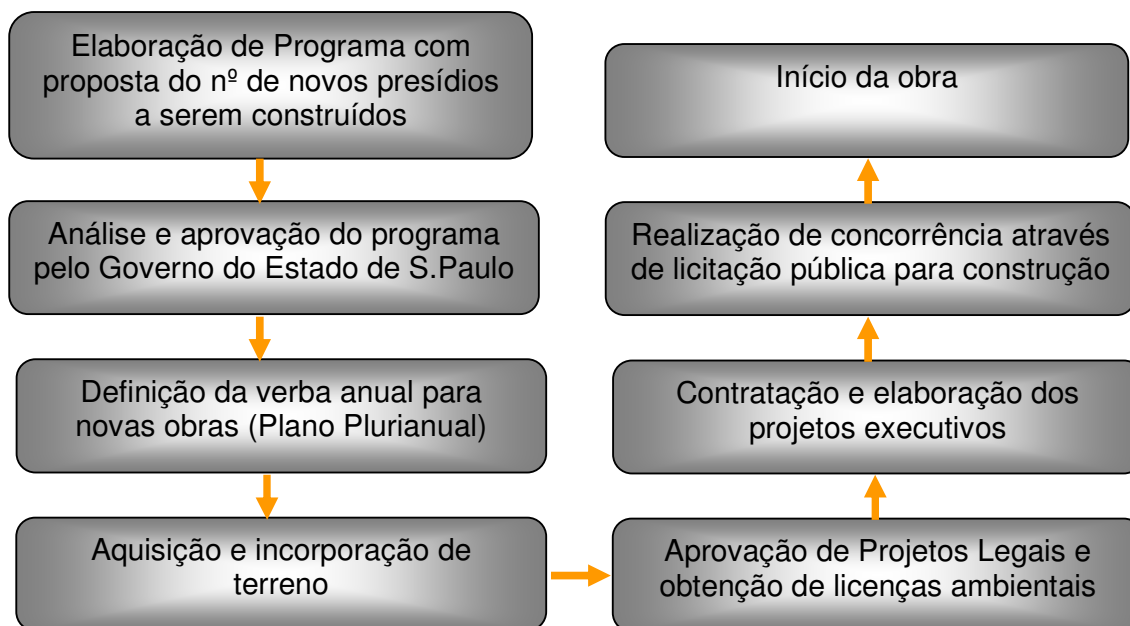 Elaboração de Programa com
proposta do nº de novos presídios
a serem construídos
Análise e aprovação do programa
pelo Governo do Estado de S.Paulo
Definição da verba anual para
novas obras (Plano Plurianual)
Aquisição e incorporação de
terreno
Aprovação de Projetos Legais e
obtenção de licenças ambientais
Contratação e elaboração dos
projetos executivos
Realização de concorrência através
de licitação pública para construção
Início da obra